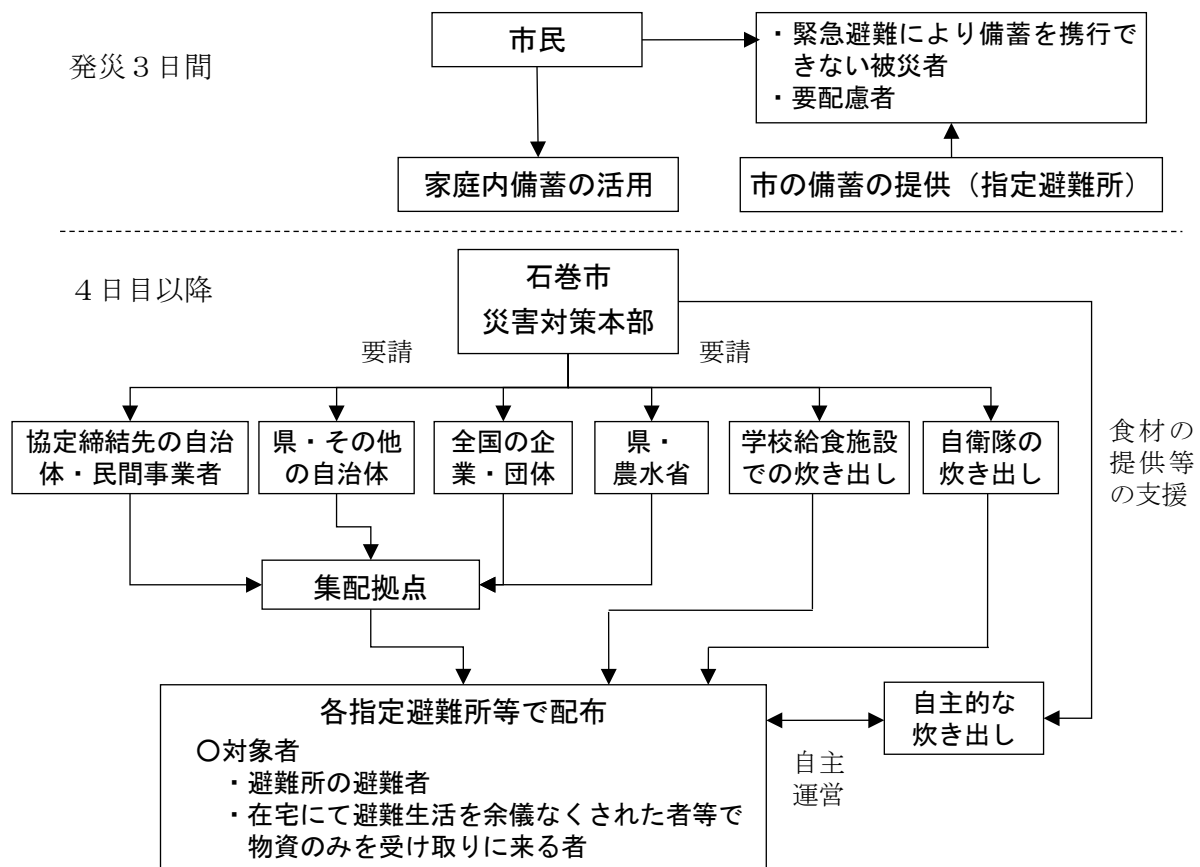 発災３日間
市民
・緊急避難により備蓄を携行で
きない被災者
・要配慮者
家庭内備蓄の活用
市の備蓄の提供（指定避難所）
４日目以降
石巻市
災害対策本部
要請
要請
協定締結先の自治
体・民間事業者
県・その他
の自治体
全国の企
業・団体
県・
農水省
学校給食施設
での炊き出し
自衛隊の
炊き出し
食材の
提供等
の支援
集配拠点
各指定避難所等で配布
〇対象者
・避難所の避難者
・在宅にて避難生活を余儀なくされた者等で
物資のみを受け取りに来る者
自主的な
炊き出し
自主
運営